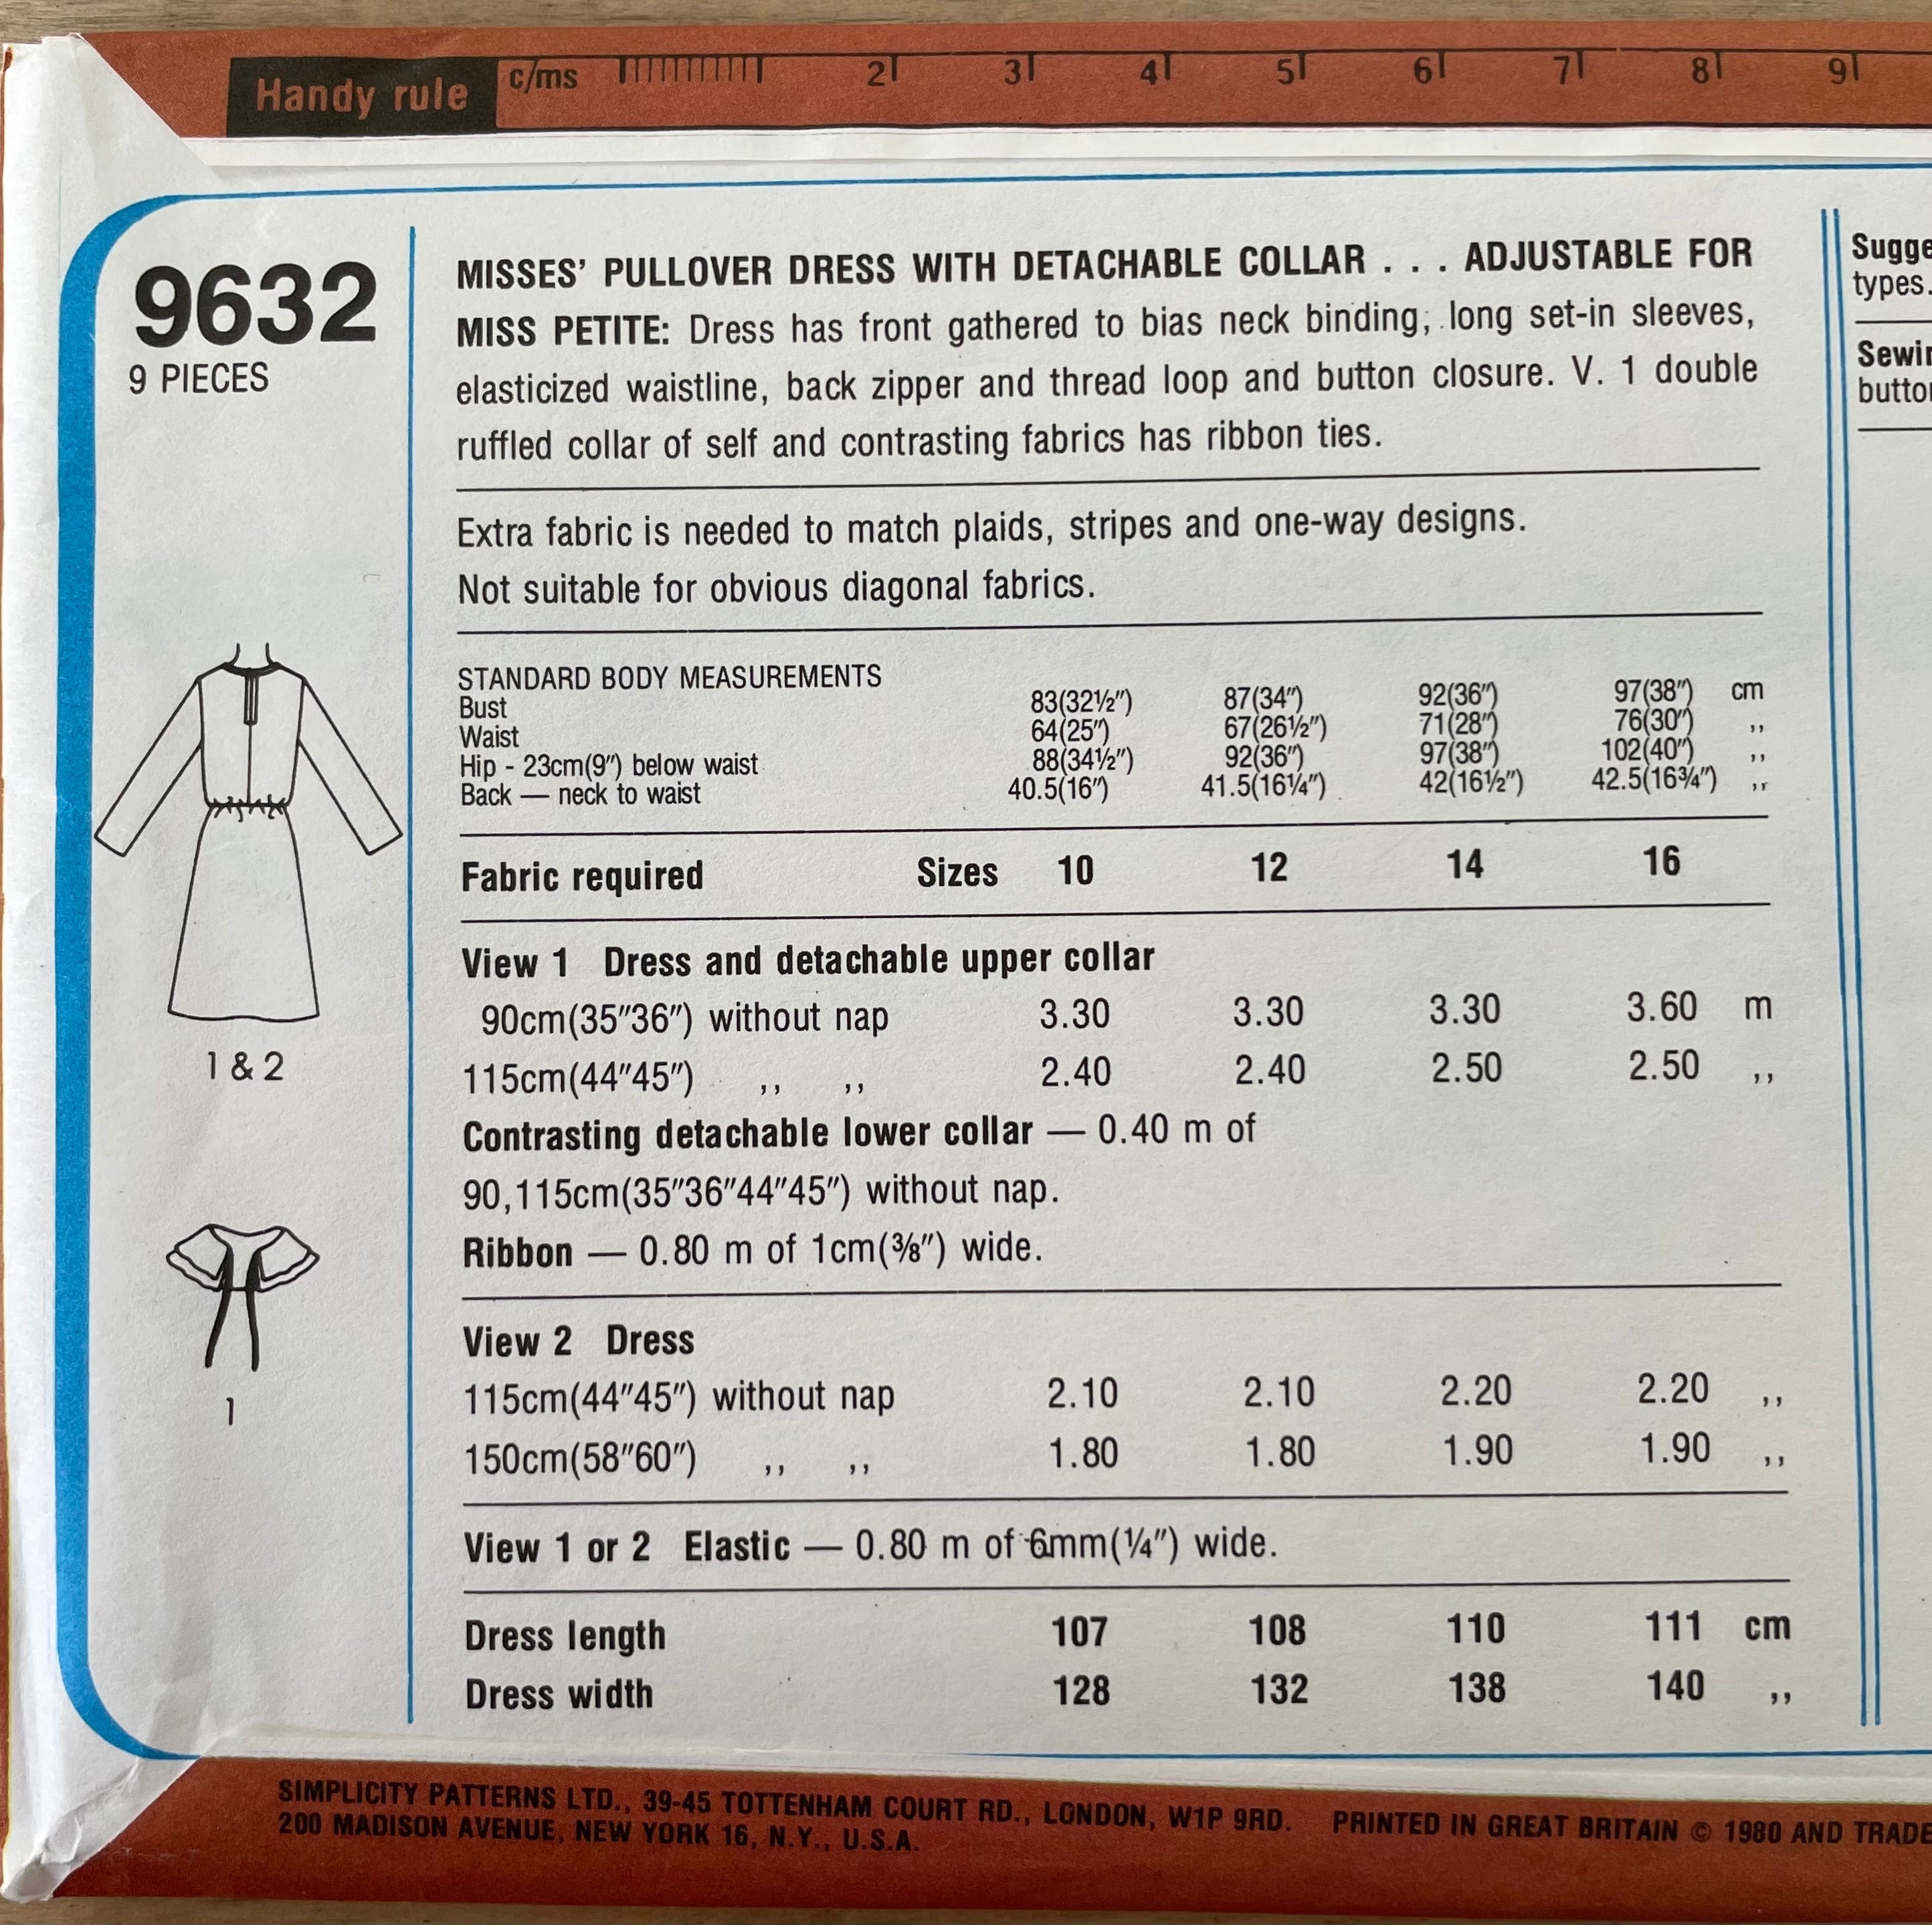 Handy rule c/ms 2 3 4 5 6 7 8 9
9632
9 PIECES
MISSES' PULLOVER DRESS WITH DETACHABLE COLLAR . . . ADJUSTABLE FOR
MISS PETITE: Dress has front gathered to bias neck binding; long set-in sleeves,
elasticized waistline, back zipper and thread loop and button closure. V. 1 double
ruffled collar of self and contrasting fabrics has ribbon ties.
Extra fabric is needed to match plaids, stripes and one-way designs.
Not suitable for obvious diagonal fabrics.
STANDARD BODY MEASUREMENTS
Bust 83(32½″) 87(34″) 92(36″) 97(38″) cm
Waist 64(25″) 67(26½″) 71(28″) 76(30″) ,,
Hip - 23cm(9″) below waist 88(34½″) 92(36″) 97(38″) 102(40″) ,,
Back — neck to waist 40.5(16″) 41.5(16¼″) 42(16½″) 42.5(16¾″) ,,
Fabric required Sizes 10 12 14 16
View 1 Dress and detachable upper collar
90cm(35″36″) without nap 3.30 3.30 3.30 3.60 m
115cm(44″45″) ,, ,, 2.40 2.40 2.50 2.50 ,,
Contrasting detachable lower collar — 0.40 m of
90,115cm(35″36″44″45″) without nap.
Ribbon — 0.80 m of 1cm(⅜″) wide.
View 2 Dress
115cm(44″45″) without nap 2.10 2.10 2.20 2.20 ,,
150cm(58″60″) ,, ,, 1.80 1.80 1.90 1.90 ,,
View 1 or 2 Elastic — 0.80 m of 6mm(¼″) wide.
Dress length 107 108 110 111 cm
Dress width 128 132 138 140 ,,
1 & 2
1
Sugge
types.
Sewin
button
SIMPLICITY PATTERNS LTD., 39-45 TOTTENHAM COURT RD., LONDON, W1P 9RD. PRINTED IN GREAT BRITAIN © 1980 AND TRADE
200 MADISON AVENUE, NEW YORK 16, N.Y., U.S.A.